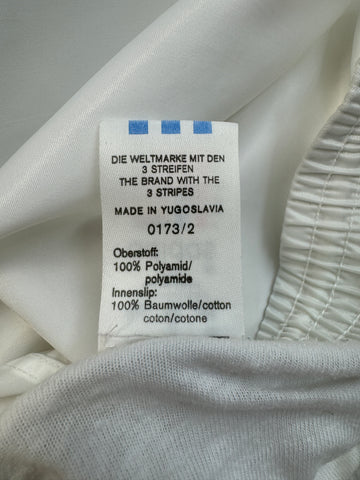 DIE WELTMARKE MIT DEN
3 STREIFEN
THE BRAND WITH THE
3 STRIPES
MADE IN YUGOSLAVIA
0173/2
Oberstoff:
100% Polyamid/
polyamide
Innenslip:
100% Baumwolle/cotton
coton/cotone